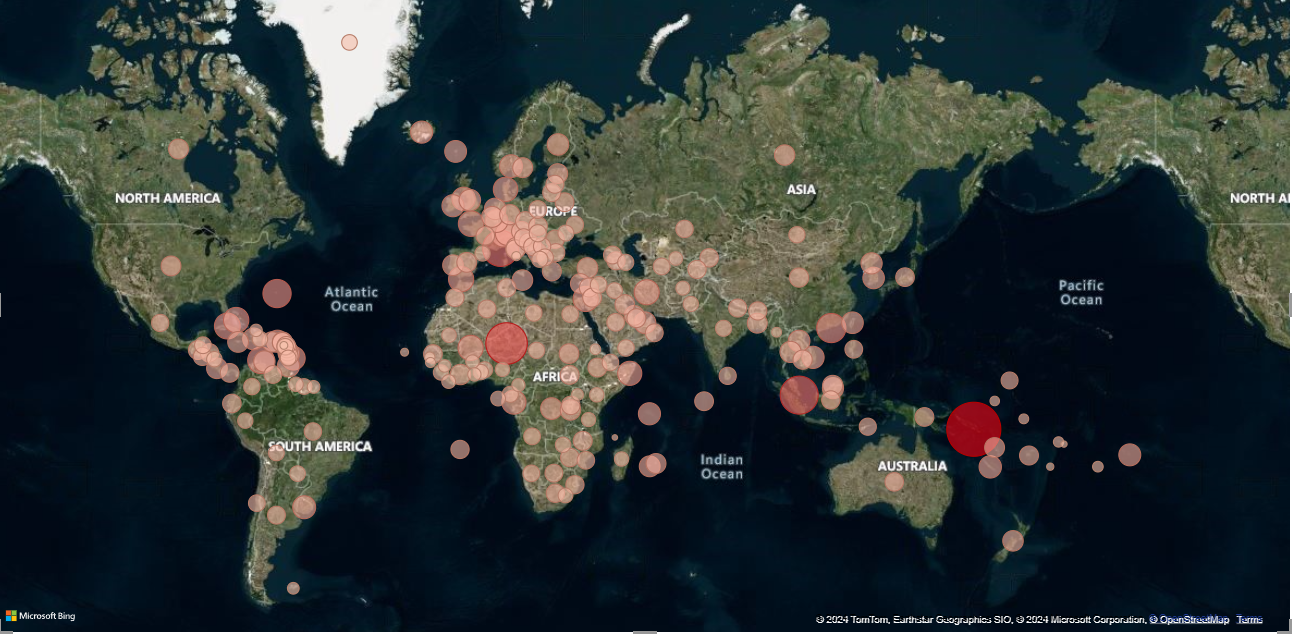 NORTH AMERICA
ASIA
NORTH A
EUROPE
Atlantic
Ocean
Pacific
Ocean
AFRICA
SOUTH AMERICA
Indian
Ocean
AUSTRALIA
Microsoft Bing
© 2024 TomTom, Earthstar Geographics SIO, © 2024 Microsoft Corporation, © OpenStreetMap Terms